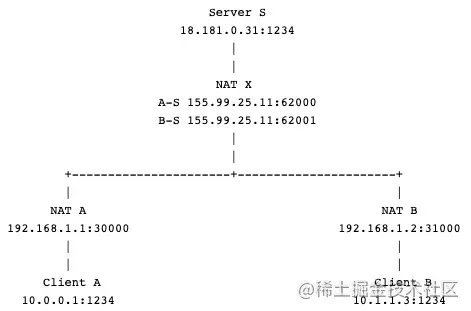 Server S
18.181.0.31:1234
|
|
NAT X
A-S 155.99.25.11:62000
B-S 155.99.25.11:62001
|
|
+----------------------+----------------------+
| |
NAT A NAT B
192.168.1.1:30000 192.168.1.2:31000
| |
| |
Client A Client B
10.0.0.1:1234 10.1.1.3:1234
@稀土掘金技术社区